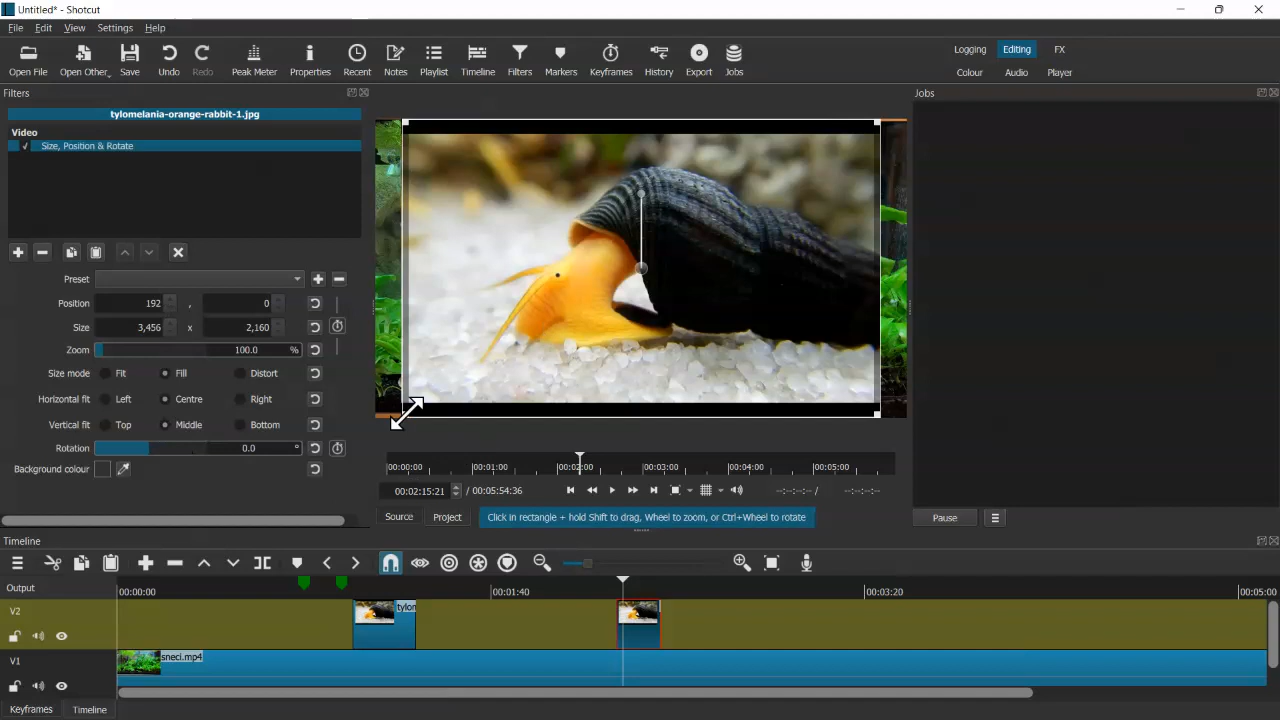 Untitled* - Shotcut
File Edit View Settings Help
Open File Open Other.. Save Undo Redo Peak Meter Properties Recent Notes Playlist Timeline Filters Markers Keyframes History Export Jobs
Logging Editing FX
Colour Audio Player
Filters
Jobs
tylomelania-orange-rabbit-1.jpg
Video
✓ Size, Position & Rotate
Preset
Position 192 , 0
Size 3,456 x 2,160
Zoom 100.0 %
Size mode Fit Fill Distort
Horizontal fit Left Centre Right
Vertical fit Top Middle Bottom
Rotation 0.0 °
Background colour
00:00:00 00:01:00 00:02:00 00:03:00 00:04:00 00:05:00
00:02:15:21 / 00:05:54:36 --:--:--:-- / --:--:--:--
Source Project Click in rectangle + hold Shift to drag, Wheel to zoom, or Ctrl+Wheel to rotate
Pause
Timeline
Output 00:00:00 00:01:40 00:03:20 00:05:00
V2 tylon
V1 sneci.mp4
Keyframes Timeline